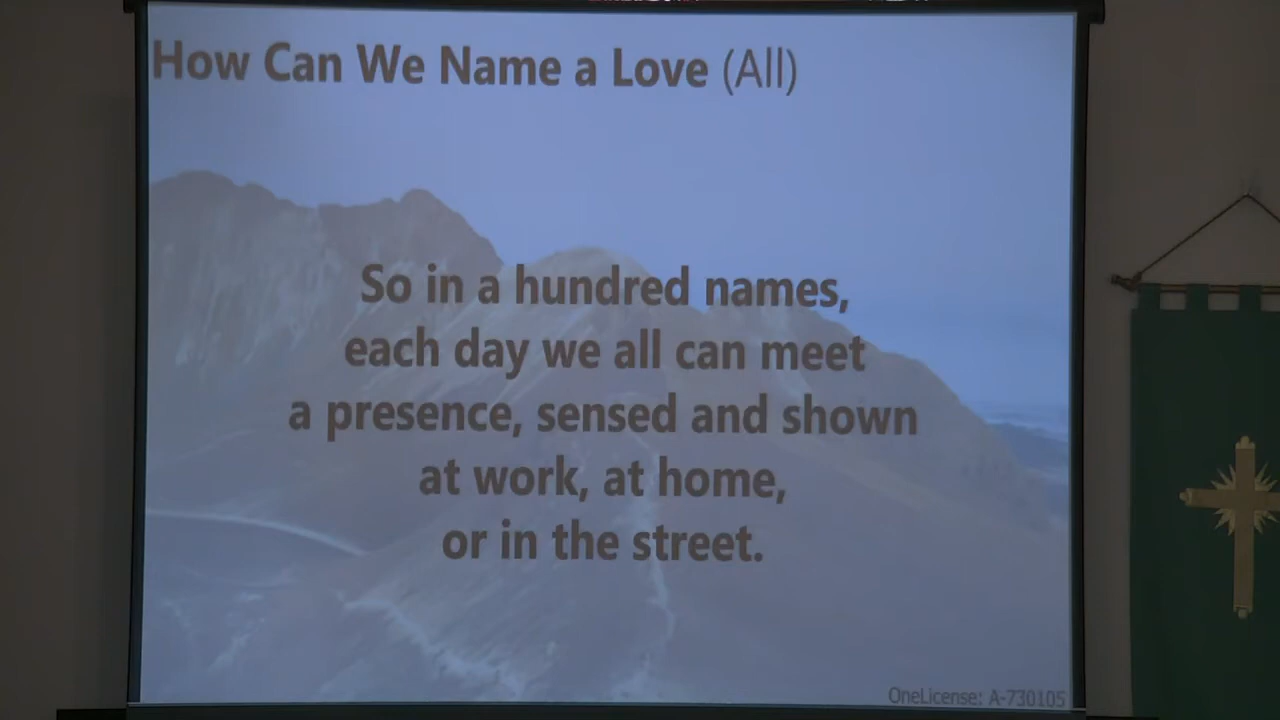 How Can We Name a Love (All)
So in a hundred names,
each day we all can meet
a presence, sensed and shown
at work, at home,
or in the street.
OneLicense: A-730105